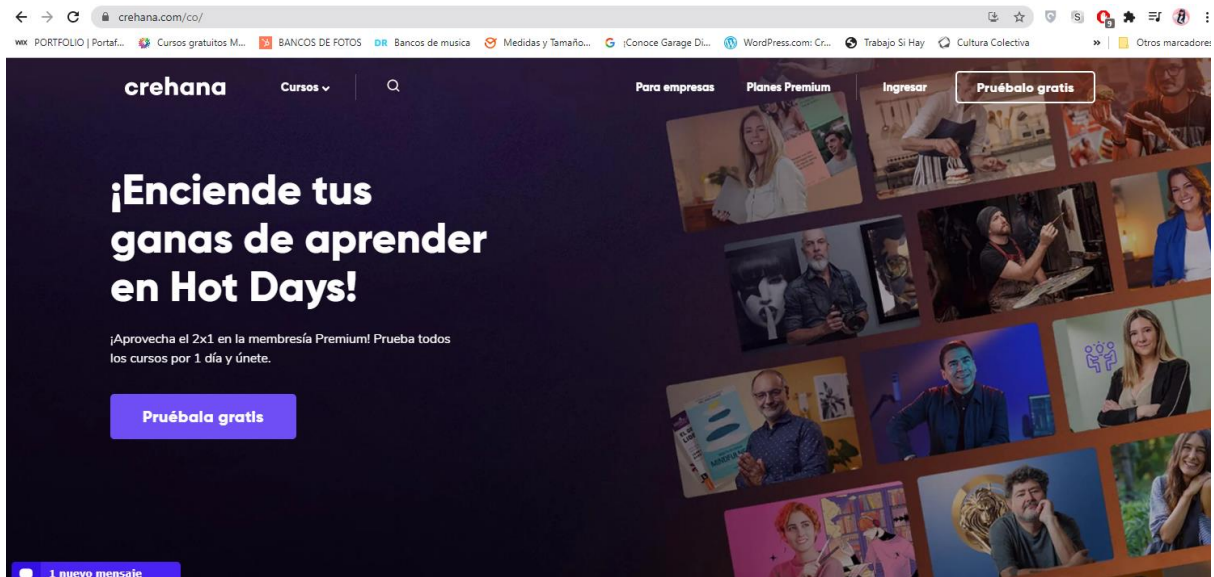 crehana.com/co/
9
WIX PORTFOLIO | Portaf... Cursos gratuitos M... BANCOS DE FOTOS DR Bancos de musica Medidas y Tamaño... G ¡Conoce Garage Di... WordPress.com: Cr... Trabajo Si Hay Cultura Colectiva » Otros marcadores
crehana Cursos Para empresas Planes Premium Ingresar Pruébalo gratis
¡Enciende tus
ganas de aprender
en Hot Days!
¡Aprovecha el 2x1 en la membresía Premium! Prueba todos
los cursos por 1 día y únete.
Pruébala gratis
1 nuevo mensaje